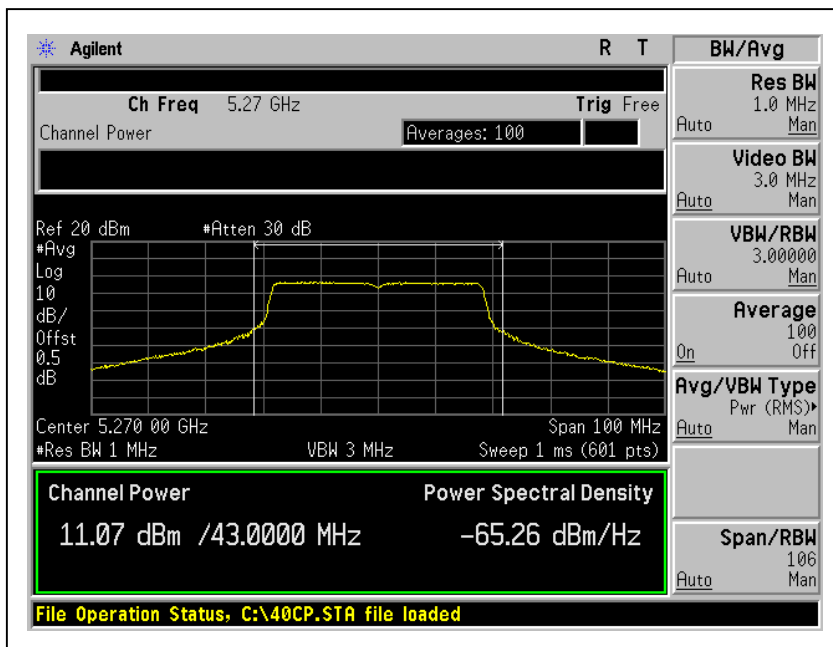 Agilent R T BW/Avg
Ch Freq 5.27 GHz Trig Free
Channel Power Averages: 100
Ref 20 dBm #Atten 30 dB
#Avg
Log
10
dB/
Offst
0.5
dB
Center 5.270 00 GHz Span 100 MHz
#Res BW 1 MHz VBW 3 MHz Sweep 1 ms (601 pts)
Channel Power Power Spectral Density
11.07 dBm /43.0000 MHz -65.26 dBm/Hz
File Operation Status, C:\40CP.STA file loaded
Res BW
1.0 MHz
Auto Man
Video BW
3.0 MHz
Auto Man
VBW/RBW
3.00000
Auto Man
Average
100
On Off
Avg/VBW Type
Pwr (RMS)▸
Auto Man
Span/RBW
106
Auto Man